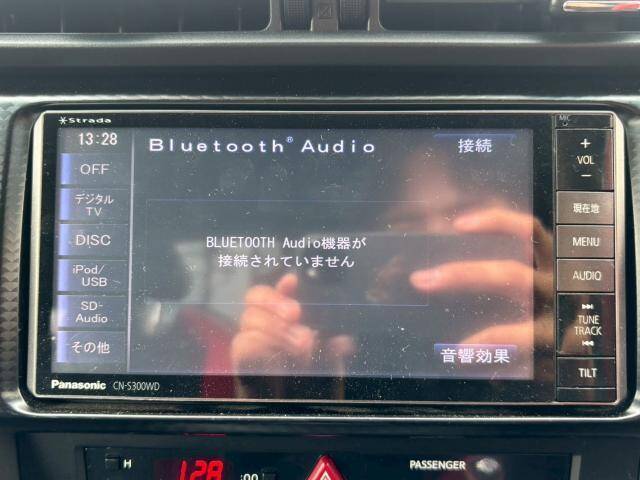 Strada
13:28
Bluetooth® Audio
接続
OFF
デジタル
TV
DISC
iPod/
USB
SD-
Audio
その他
BLUETOOTH Audio機器が
接続されていません
音響効果
MIC
+
VOL
−
現在地
MENU
AUDIO
TUNE
TRACK
TILT
Panasonic CN-S300WD
H
1:28
:00
PASSENGER